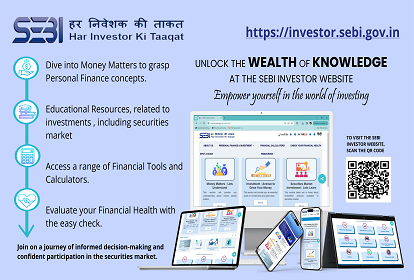 SEBI
हर निवेशक की ताकत
Har Investor Ki Taaqat
https://investor.sebi.gov.in
Dive into Money Matters to grasp
Personal Finance concepts.
Educational Resources, related to
investments , including securities
market
Access a range of Financial Tools and
Calculators.
Evaluate your Financial Health with
the easy check.
Join on a journey of informed decision-making and
confident participation in the securities market.
UNLOCK THE WEALTH OF KNOWLEDGE
AT THE SEBI INVESTOR WEBSITE
Empower yourself in the world of investing
TO VISIT THE SEBI
INVESTOR WEBSITE,
SCAN THE QR CODE